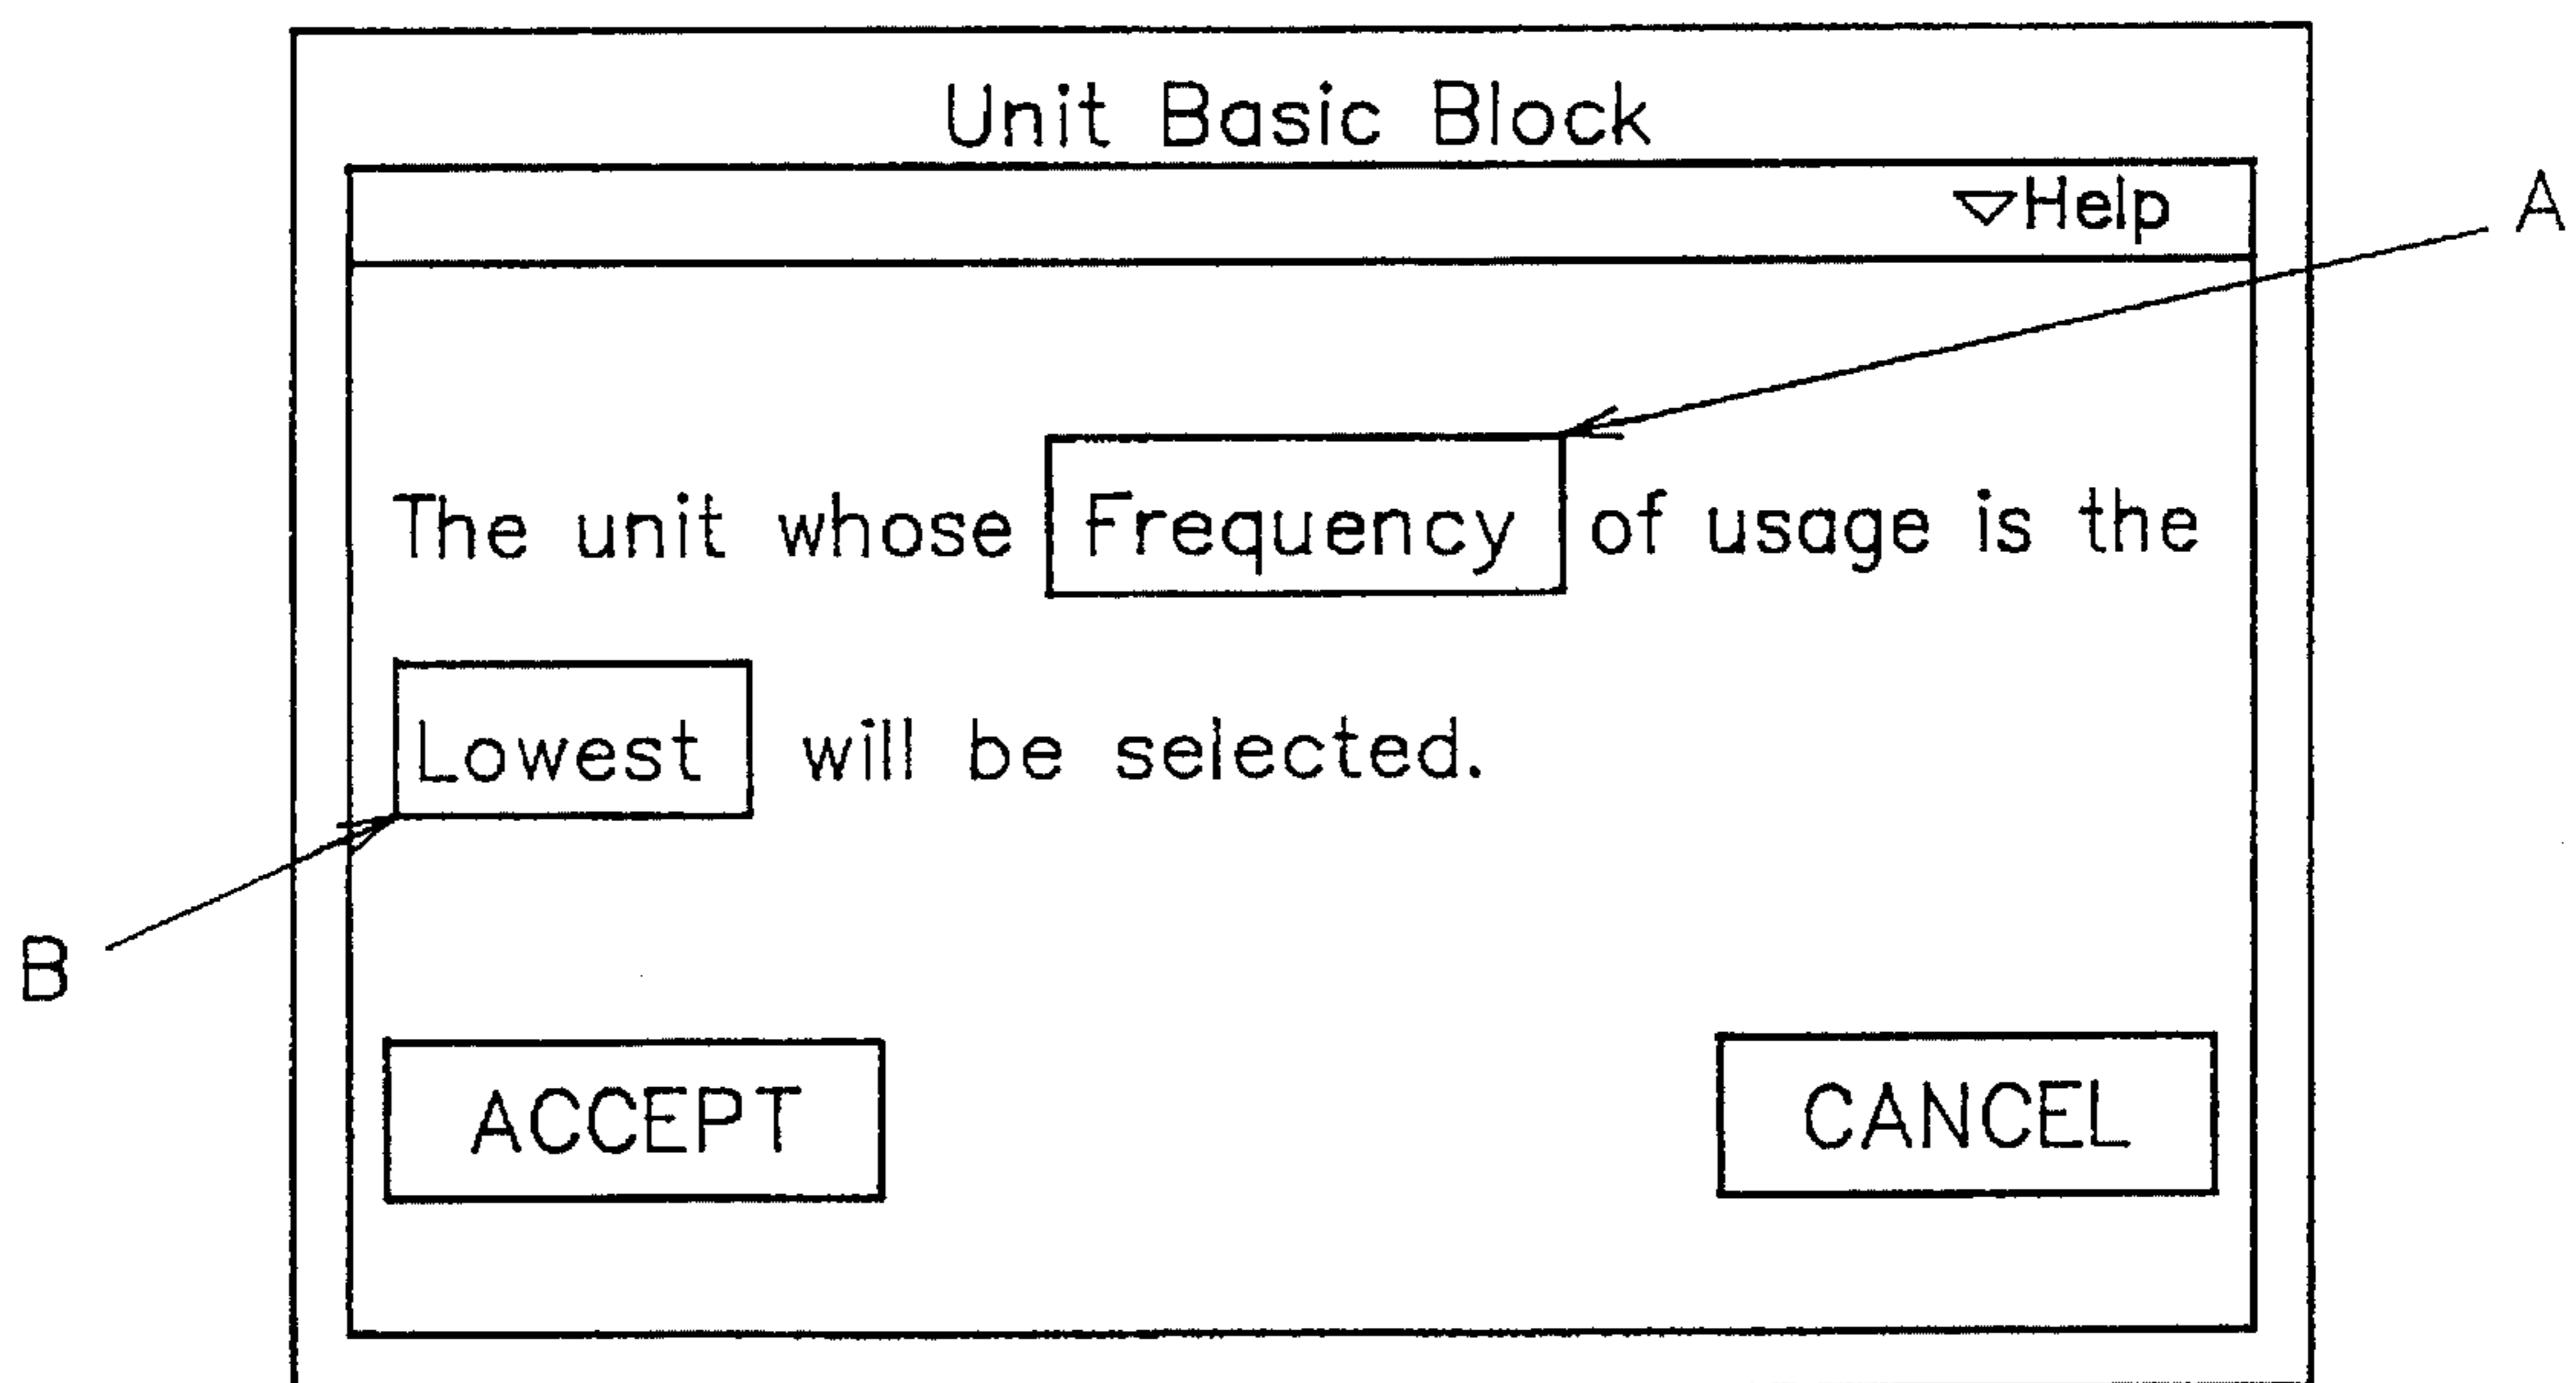 Unit Basic Block
▽Help
A
The unit whose Frequency of usage is the
Lowest will be selected.
B
ACCEPT CANCEL